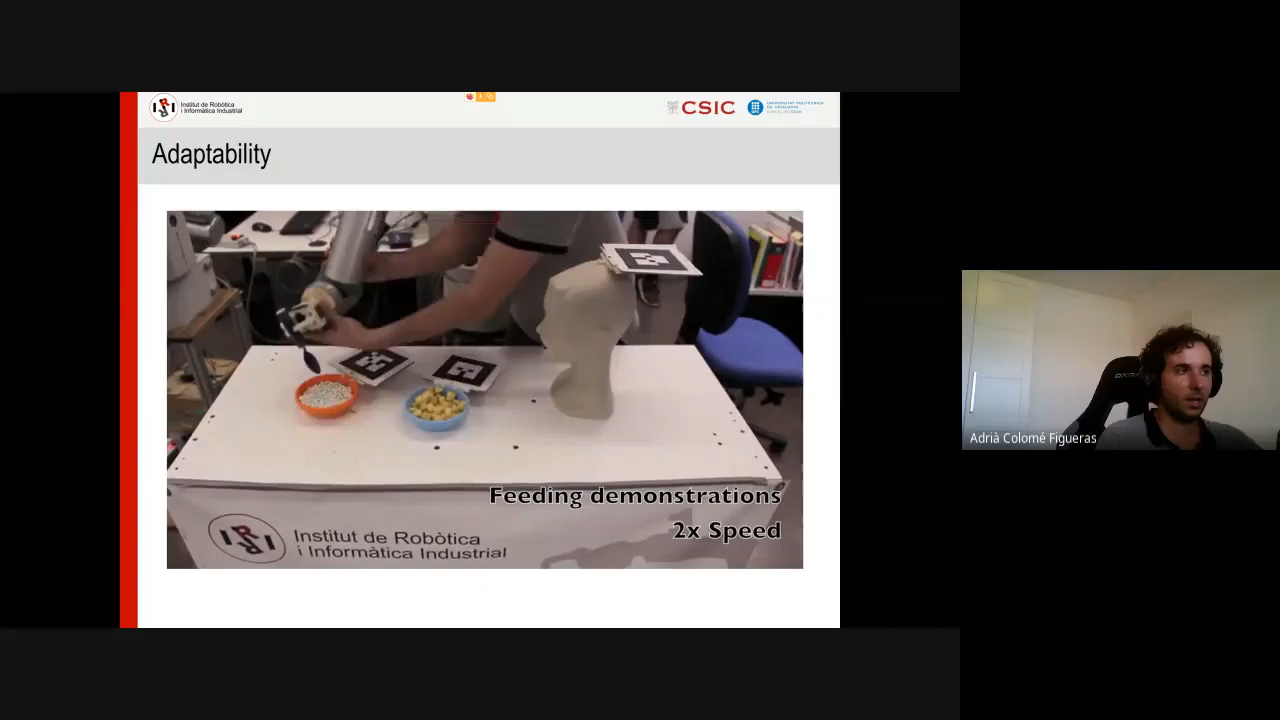 Institut de Robòtica
i Informàtica Industrial
CSIC
UNIVERSITAT POLITÈCNICA
DE CATALUNYA
BARCELONATECH
Adaptability
Feeding demonstrations
2x Speed
Institut de Robòtica
i Informàtica Industrial
Adrià Colomé Figueras